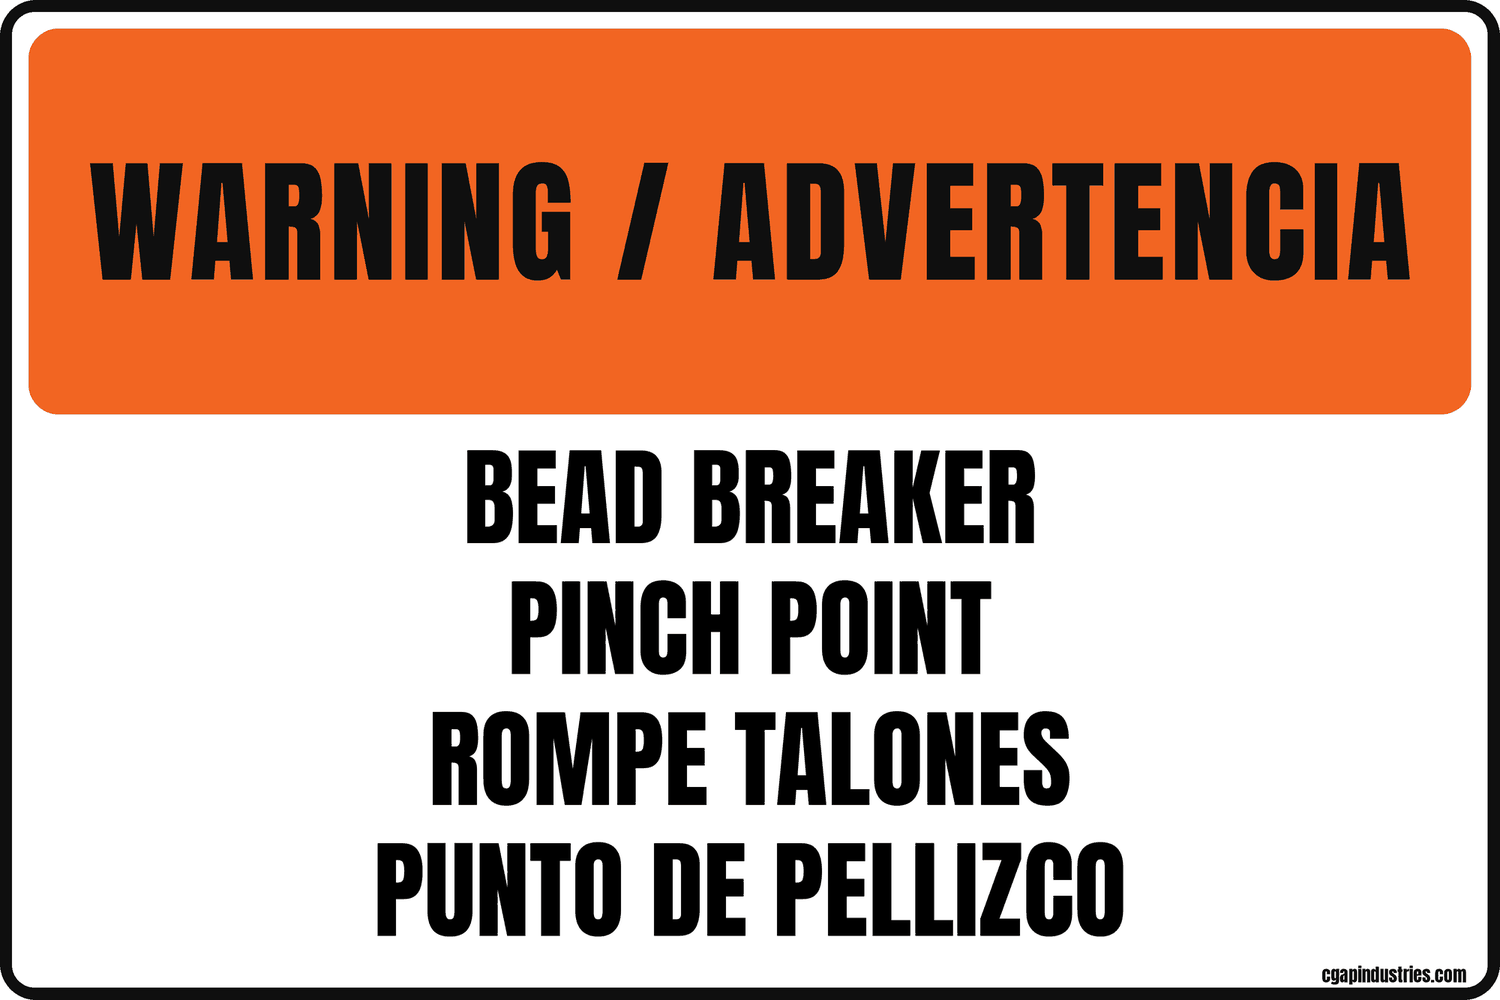 WARNING / ADVERTENCIA
BEAD BREAKER
PINCH POINT
ROMPE TALONES
PUNTO DE PELLIZCO
cgapindustries.com